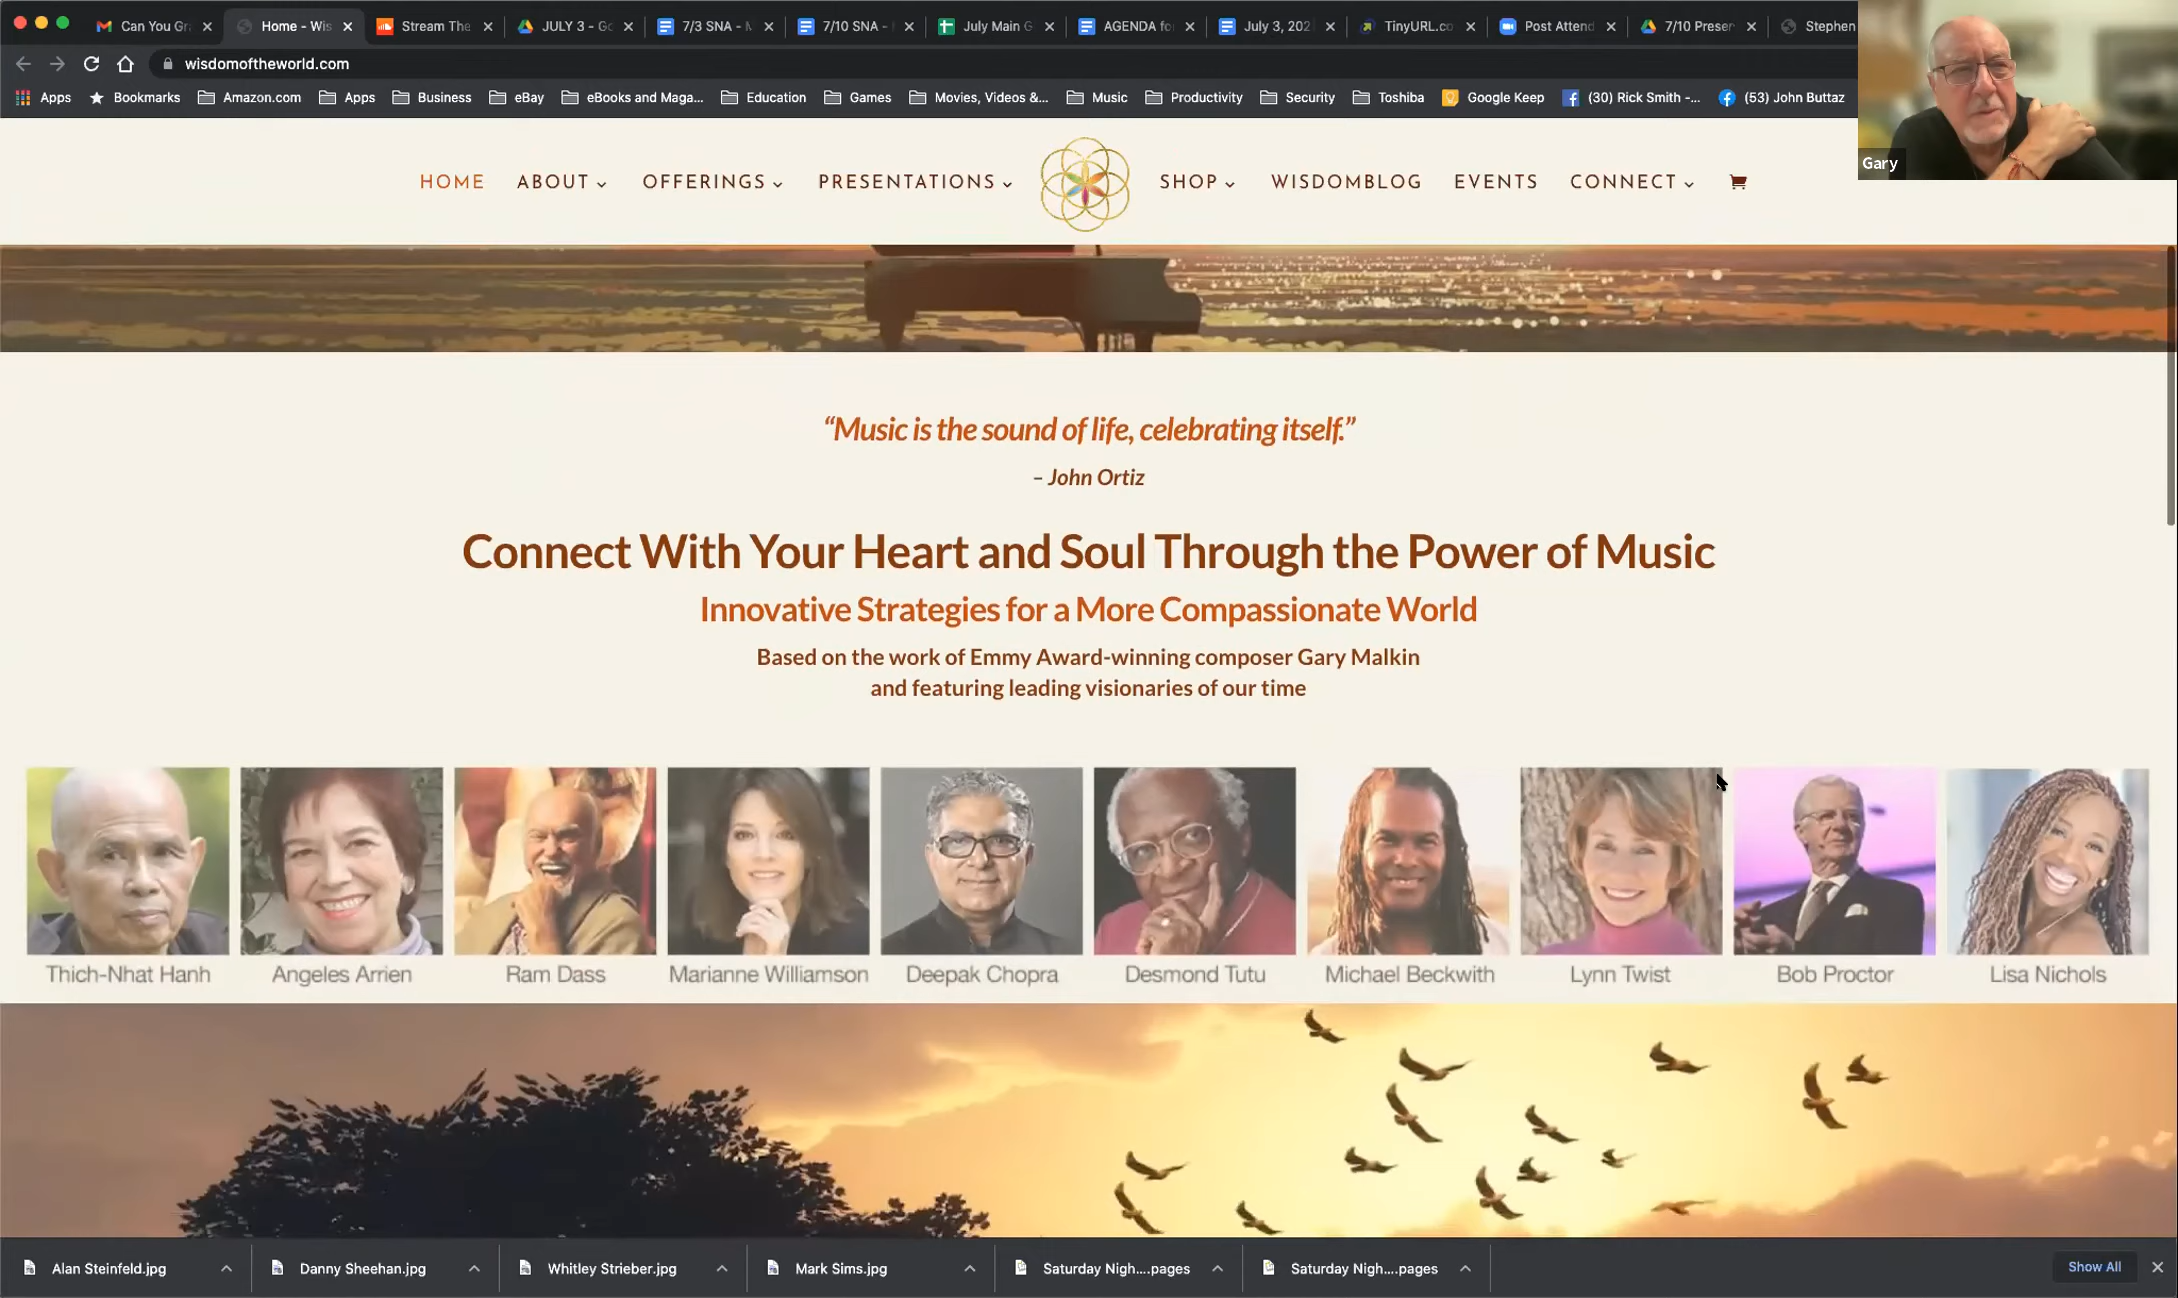 Can You Gr
Home - Wis
Stream The
JULY 3 - Go
7/3 SNA - M
7/10 SNA -
July Main G
AGENDA fo
July 3, 202
TinyURL.co
Post Attend
7/10 Preser
Stephen
wisdomoftheworld.com
Apps
Bookmarks
Amazon.com
Apps
Business
eBay
eBooks and Maga...
Education
Games
Movies, Videos &...
Music
Productivity
Security
Toshiba
Google Keep
(30) Rick Smith -...
(53) John Buttaz
Gary
HOME
ABOUT
OFFERINGS
PRESENTATIONS
SHOP
WISDOMBLOG
EVENTS
CONNECT
“Music is the sound of life, celebrating itself.”
– John Ortiz
Connect With Your Heart and Soul Through the Power of Music
Innovative Strategies for a More Compassionate World
Based on the work of Emmy Award-winning composer Gary Malkin
and featuring leading visionaries of our time
Thich-Nhat Hanh
Angeles Arrien
Ram Dass
Marianne Williamson
Deepak Chopra
Desmond Tutu
Michael Beckwith
Lynn Twist
Bob Proctor
Lisa Nichols
Alan Steinfeld.jpg
Danny Sheehan.jpg
Whitley Strieber.jpg
Mark Sims.jpg
Saturday Nigh....pages
Saturday Nigh....pages
Show All